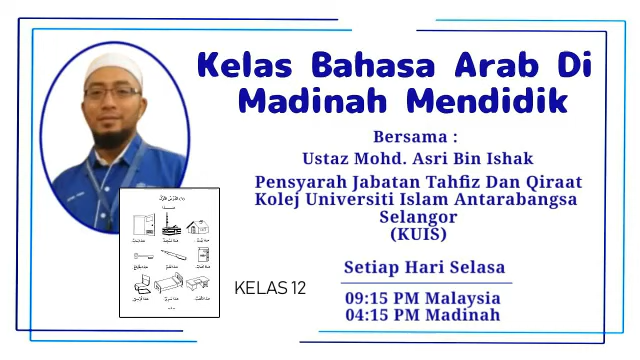 Kelas Bahasa Arab Di
Madinah Mendidik
Bersama :
Ustaz Mohd. Asri Bin Ishak
Pensyarah Jabatan Tahfiz Dan Qiraat
Kolej Universiti Islam Antarabangsa
Selangor
(KUIS)
Setiap Hari Selasa
KELAS 12
09:15 PM Malaysia
04:15 PM Madinah